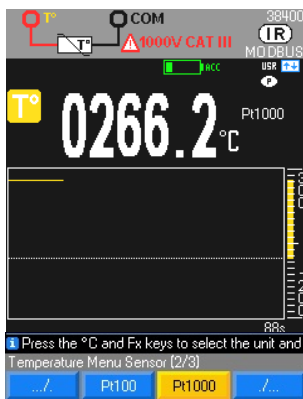 T° COM 38400
T° 1000V CAT III IR
MODBUS
ACC USR
P
T° 0266.2°C Pt1000
88s
Press the °C and Fx keys to select the unit and
Temperature Menu Sensor (2/3)
.../. Pt100 Pt1000 ./...